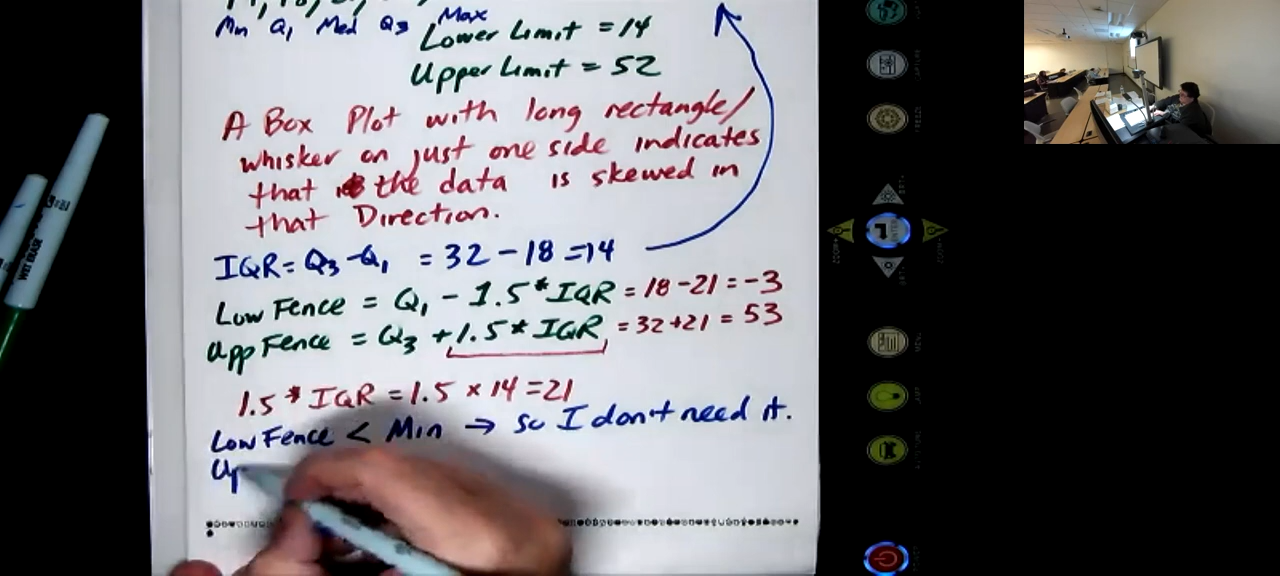 Min Q1 Med Q3 Max
Lower Limit = 14
Upper Limit = 52
A Box Plot with long rectangle/
whisker on just one side indicates
that the data is skewed in
that Direction.
IQR = Q3 - Q1 = 32 - 18 = 14
Low Fence = Q1 - 1.5 * IQR = 18 - 21 = -3
Upp Fence = Q3 + 1.5 * IQR = 32 + 21 = 53
1.5 * IQR = 1.5 × 14 = 21
Low Fence < Min → so I don't need it.
Up